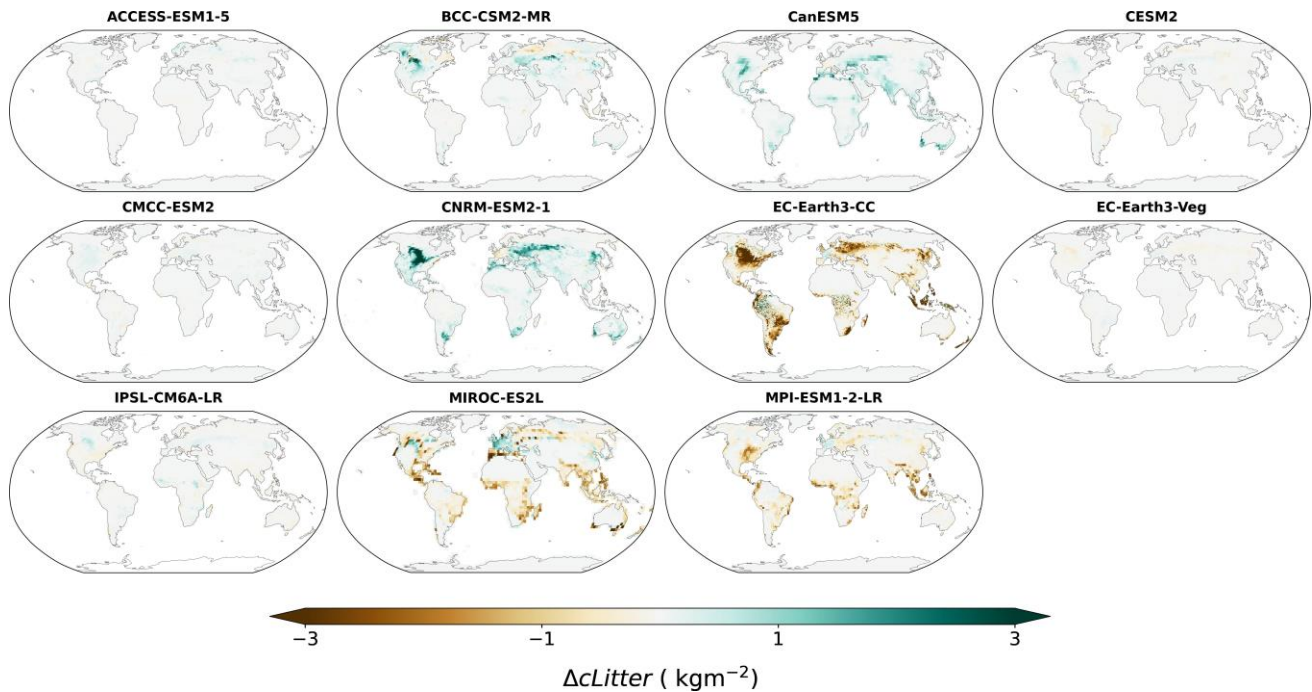 ACCESS-ESM1-5 BCC-CSM2-MR CanESM5 CESM2
CMCC-ESM2 CNRM-ESM2-1 EC-Earth3-CC EC-Earth3-Veg
IPSL-CM6A-LR MIROC-ES2L MPI-ESM1-2-LR
−3 −1 1 3
ΔcLitter ( kgm⁻²)